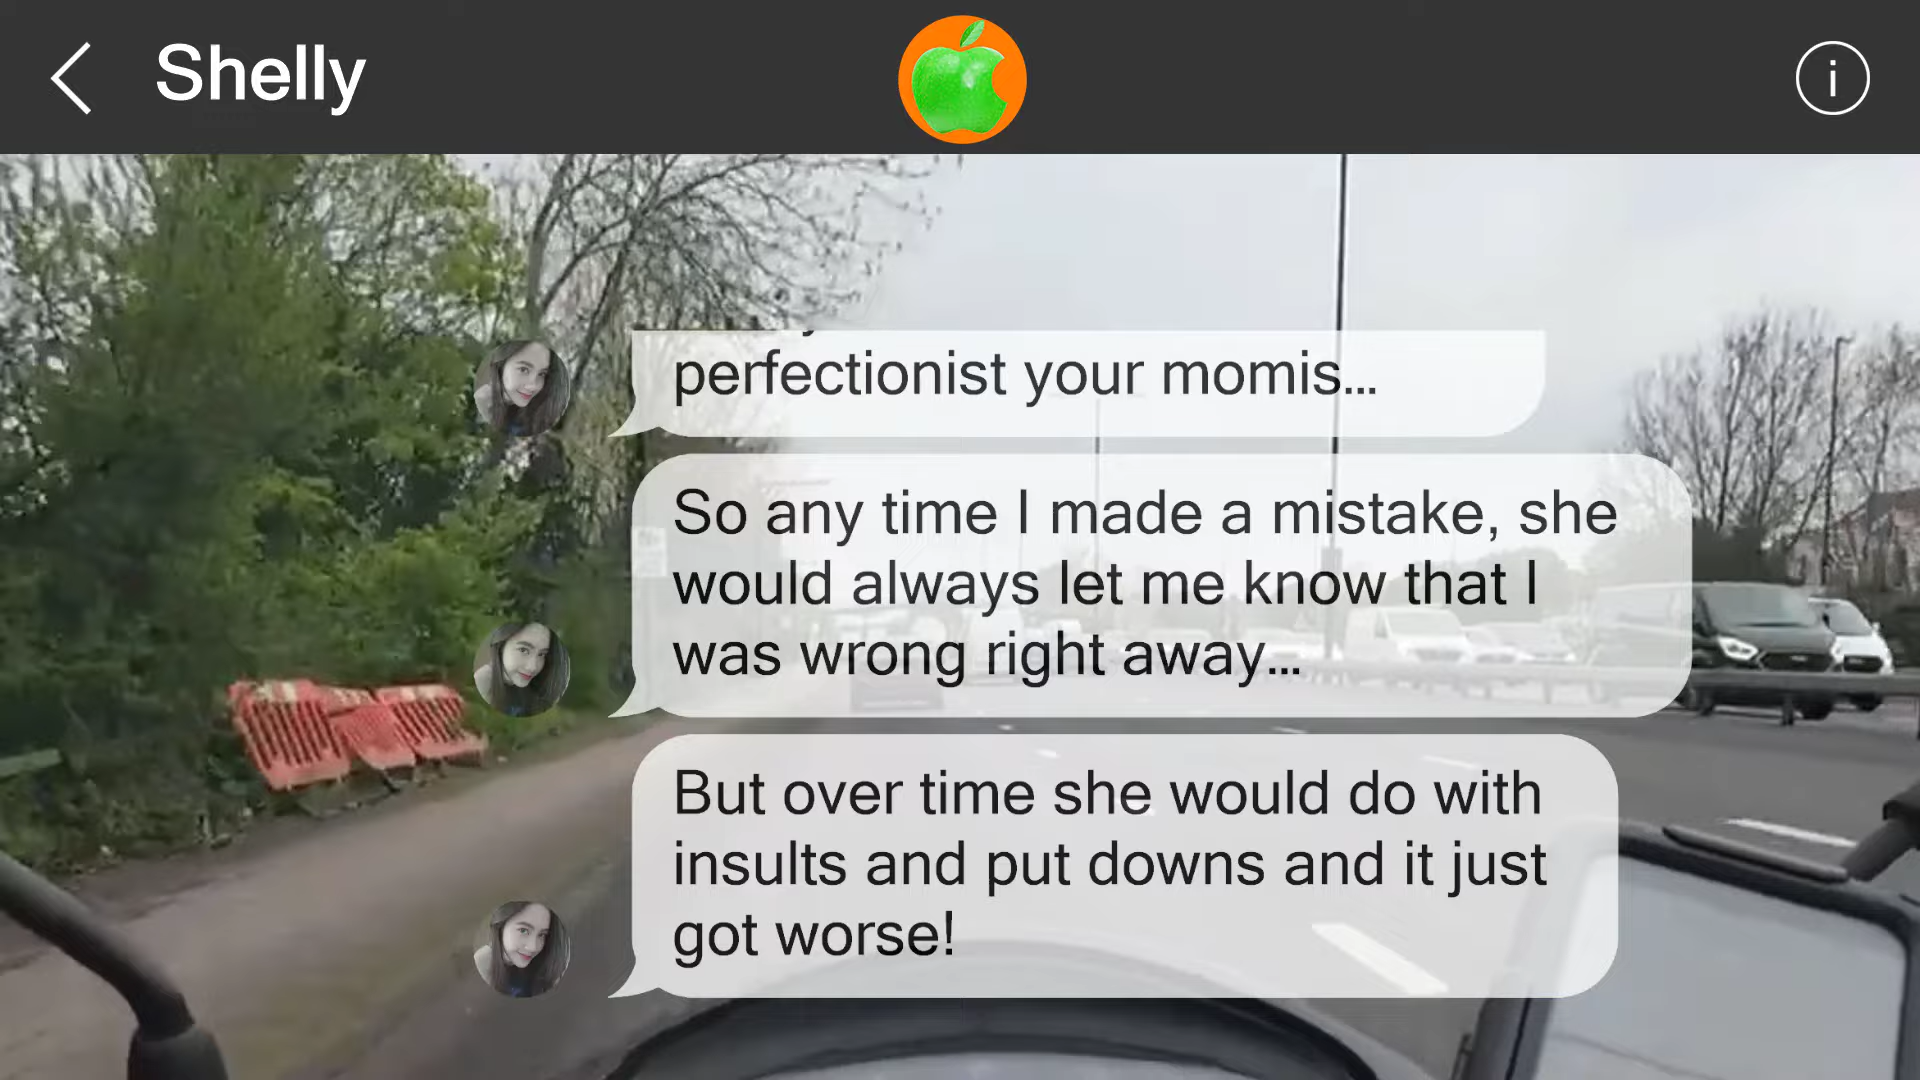 Shelly
perfectionist your momis...
So any time I made a mistake, she
would always let me know that I
was wrong right away...
But over time she would do with
insults and put downs and it just
got worse!